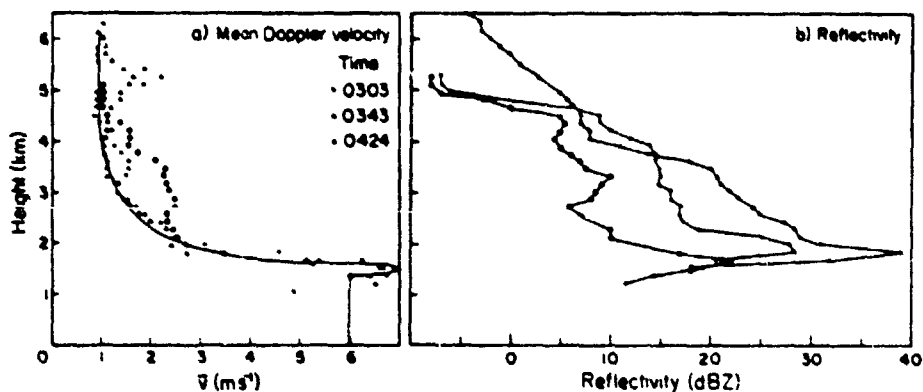 a) Mean Doppler velocity
Time
• 0303
• 0343
• 0424
Height (km)
6
5
4
3
2
1
0
1 2 3 4 5 6
v̄ (m s⁻¹)
b) Reflectivity
0 10 20 30 40
Reflectivity (dBZ)